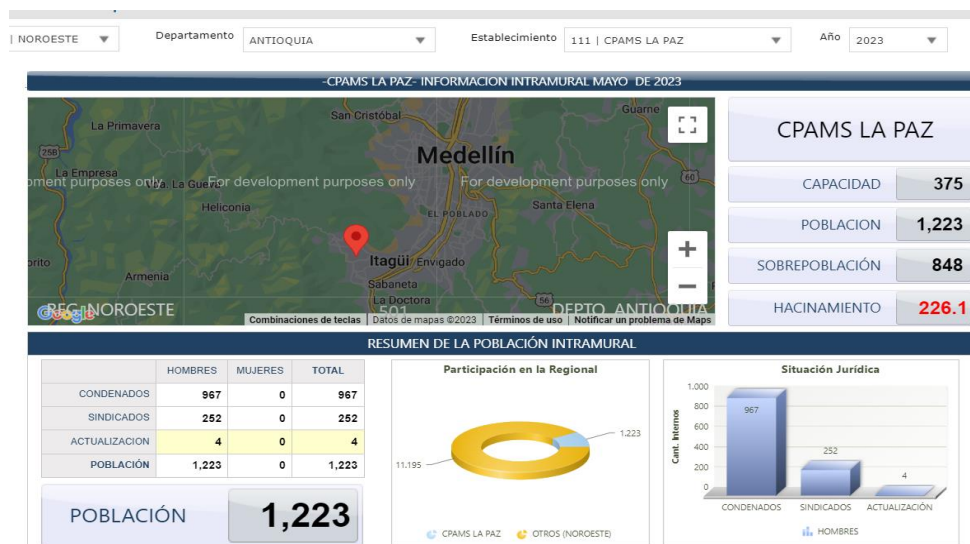 | NOROESTE
Departamento ANTIOQUIA
Establecimiento 111 | CPAMS LA PAZ
Año 2023
-CPAMS LA PAZ- INFORMACION INTRAMURAL MAYO DE 2023
San Cristóbal
Guarne
La Primavera
Medellín
25B
La Empresa
60
For development purposes only
For development purposes only
Heliconia
Santa Elena
EL POBLADO
Itagüí
Envigado
Armenia
Sabaneta
La Doctora
56
REG. NOROESTE
501
DEPTO. ANTIOQUIA
Google
Combinaciones de teclas
Datos de mapas ©2023
Términos de uso
Notificar un problema de Maps
CPAMS LA PAZ
CAPACIDAD 375
POBLACION 1,223
SOBREPOBLACIÓN 848
HACINAMIENTO 226.1
RESUMEN DE LA POBLACIÓN INTRAMURAL
HOMBRES MUJERES TOTAL
CONDENADOS 967 0 967
SINDICADOS 252 0 252
ACTUALIZACION 4 0 4
POBLACIÓN 1,223 0 1,223
POBLACIÓN 1,223
Participación en la Regional
1.223
11.195
CPAMS LA PAZ OTROS (NOROESTE)
Situación Jurídica
Cant. Internos
1.000
800
600
400
200
0
967
252
4
CONDENADOS SINDICADOS ACTUALIZACIÓN
HOMBRES